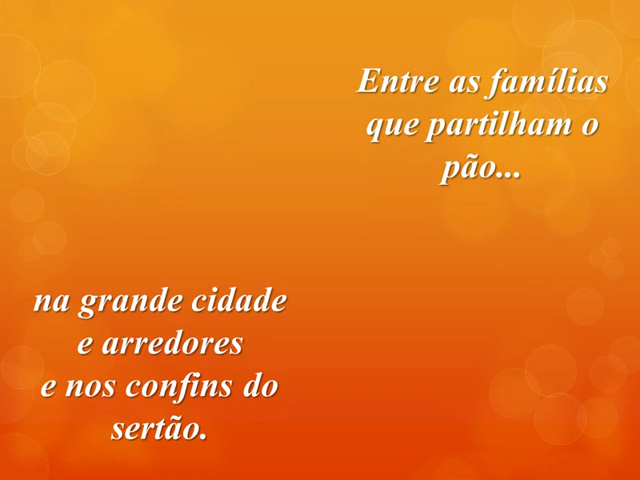 Entre as famílias
que partilham o
pão...
na grande cidade
e arredores
e nos confins do
sertão.